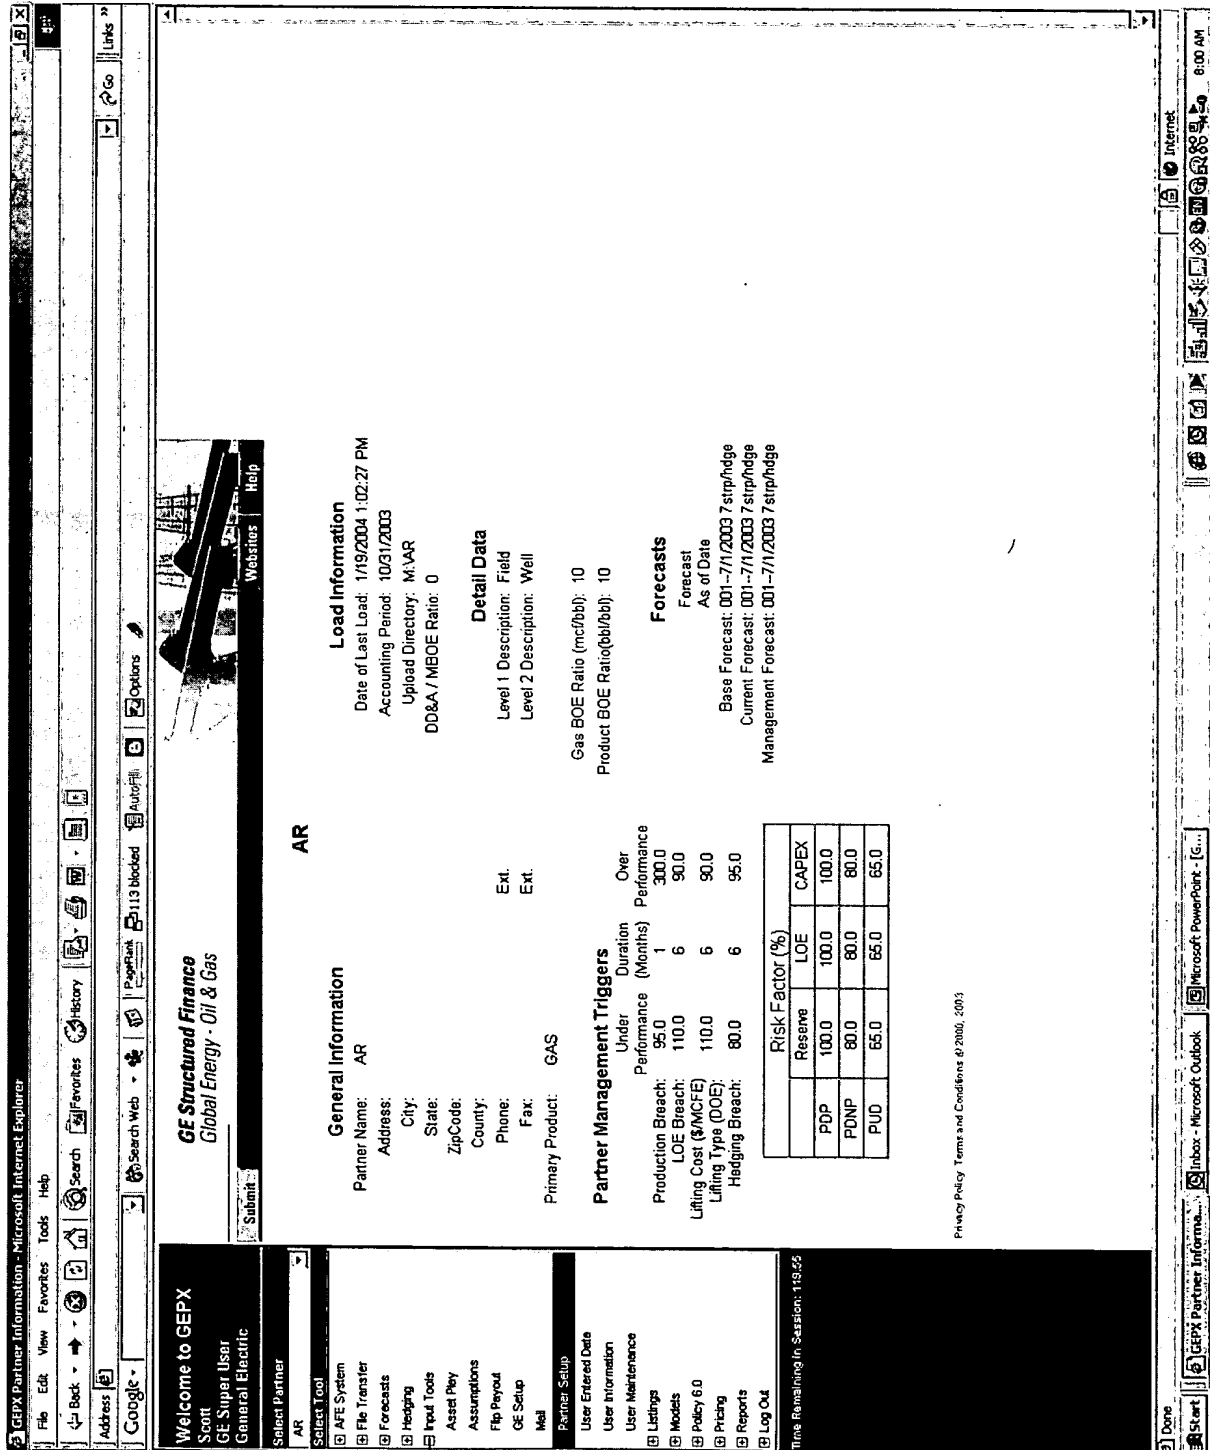 GEPX Partner Information - Microsoft Internet Explorer
File Edit View Favorites Tools Help
Back Search Favorites History
Address Go Links »
Google Search Web PageRank 113 blocked AutoFill Options
Welcome to GEPX
Scott
GE Super User
General Electric
Select Partner
AR
Select Tool
AFE System
File Transfer
Forecasts
Hedging
Input Tools
Asset Play
Assumptions
Flip Payout
GE Setup
Mail
Partner Setup
User Entered Data
User Information
User Maintenance
Listings
Models
Policy 6.0
Pricing
Reports
Log Out
Time Remaining in Session: 119:55
GE Structured Finance
Global Energy - Oil & Gas
Submit Websites Help
AR
General Information
Partner Name: AR
Address:
City:
State:
ZipCode:
County:
Phone: Ext.
Fax: Ext.
Primary Product: GAS
Load Information
Date of Last Load: 1/19/2004 1:02:27 PM
Accounting Period: 10/31/2003
Upload Directory: M:\AR
DD&A / MBOE Ratio: 0
Detail Data
Level 1 Description: Field
Level 2 Description: Well
Gas BOE Ratio (mcf/bbl): 10
Product BOE Ratio(bbl/bbl): 10
Partner Management Triggers
Under Performance Duration (Months) Over Performance
Production Breach: 95.0 1 300.0
LOE Breach: 110.0 6 90.0
Lifting Cost ($/MCFE)
Lifting Type (DOE): 110.0 6 90.0
Hedging Breach: 80.0 6 95.0
Forecasts
Forecast
As of Date
Base Forecast: 001--7/1/2003 7strp/hdge
Current Forecast: 001--7/1/2003 7strp/hdge
Management Forecast: 001--7/1/2003 7strp/hdge
Risk Factor (%)
Reserve LOE CAPEX
PDP 100.0 100.0 100.0
PDNP 80.0 80.0 80.0
PUD 65.0 65.0 65.0
Privacy Policy Terms and Conditions © 2000, 2003
Done Internet
Start GEPX Partner Informa... Inbox - Microsoft Outlook Microsoft PowerPoint - [G... EN 8:00 AM